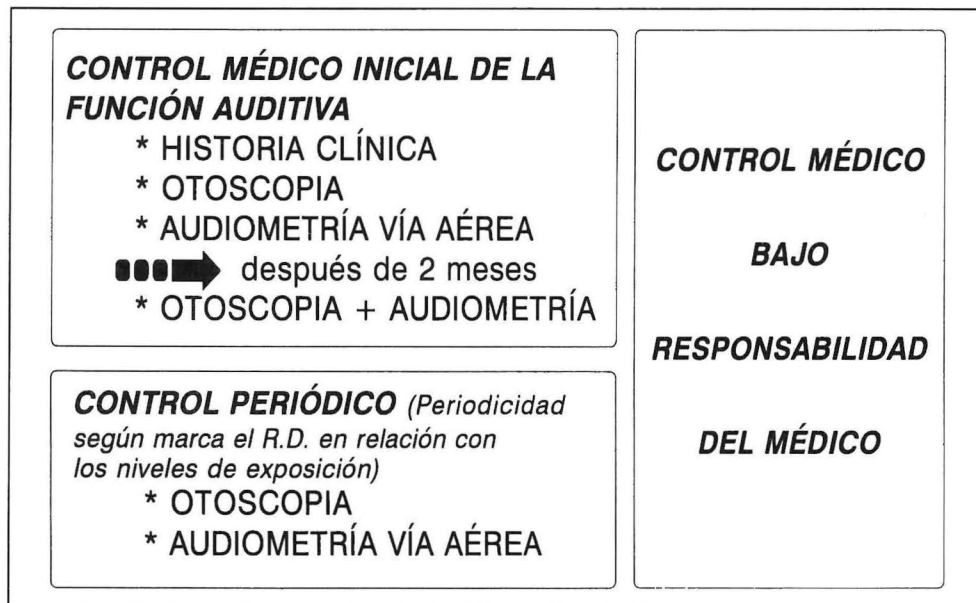 CONTROL MÉDICO INICIAL DE LA
FUNCIÓN AUDITIVA
* HISTORIA CLÍNICA
* OTOSCOPIA
* AUDIOMETRÍA VÍA AÉREA
después de 2 meses
* OTOSCOPIA + AUDIOMETRÍA
CONTROL PERIÓDICO (Periodicidad
según marca el R.D. en relación con
los niveles de exposición)
* OTOSCOPIA
* AUDIOMETRÍA VÍA AÉREA
CONTROL MÉDICO
BAJO
RESPONSABILIDAD
DEL MÉDICO